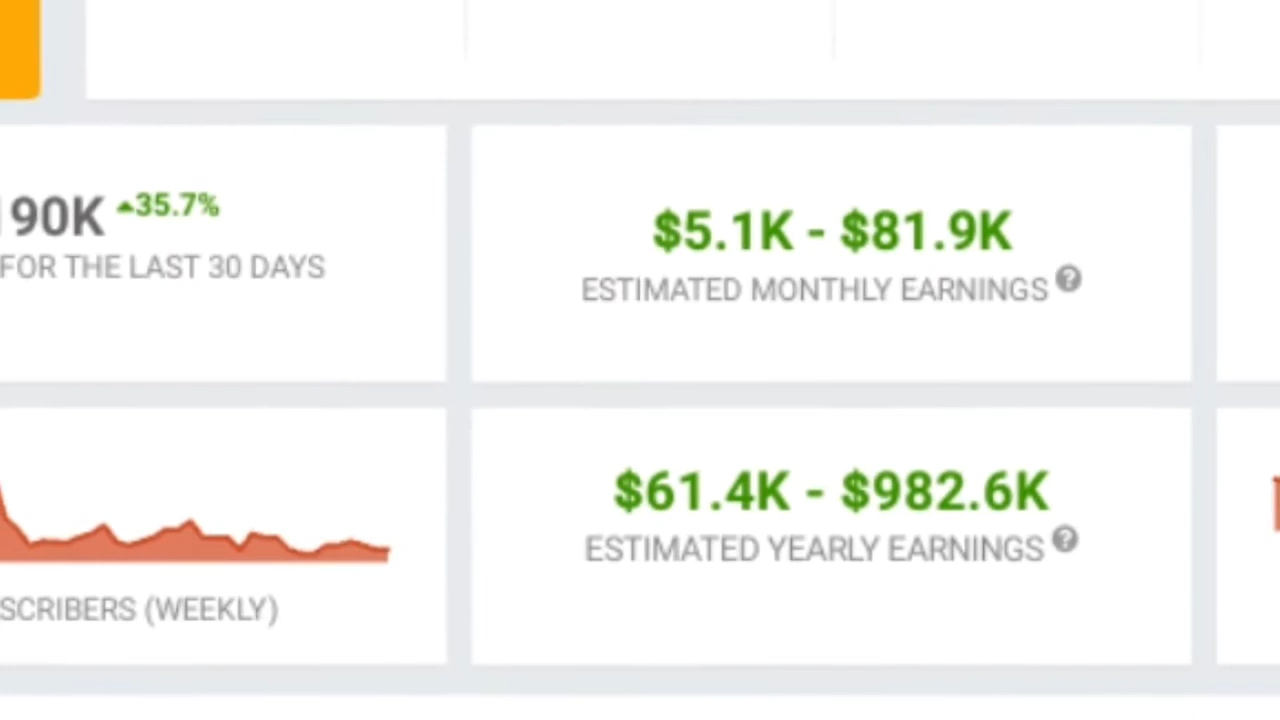 90K ▲35.7%
FOR THE LAST 30 DAYS
$5.1K - $81.9K
ESTIMATED MONTHLY EARNINGS ?
$61.4K - $982.6K
ESTIMATED YEARLY EARNINGS ?
SCRIBERS (WEEKLY)